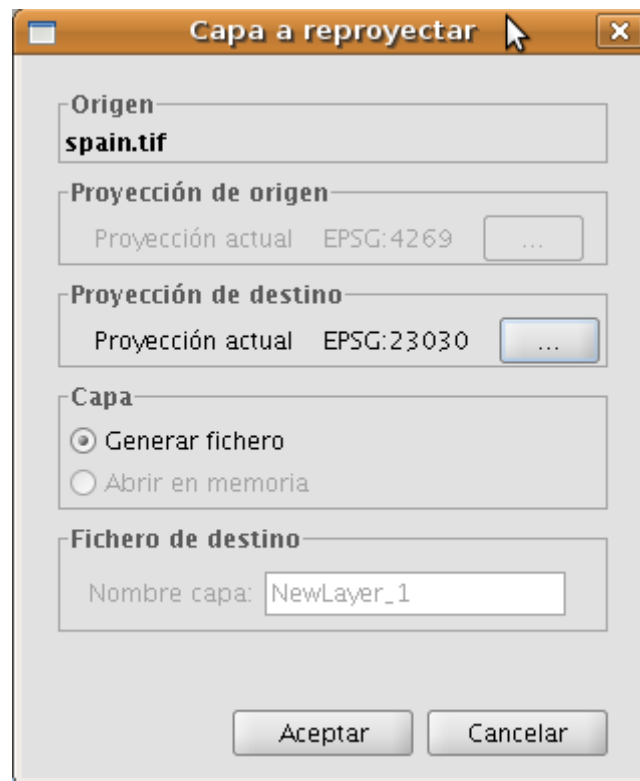 Capa a reproyectar
Origen
spain.tif
Proyección de origen
Proyección actual EPSG:4269 ...
Proyección de destino
Proyección actual EPSG:23030 ...
Capa
Generar fichero
Abrir en memoria
Fichero de destino
Nombre capa: NewLayer_1
Aceptar Cancelar